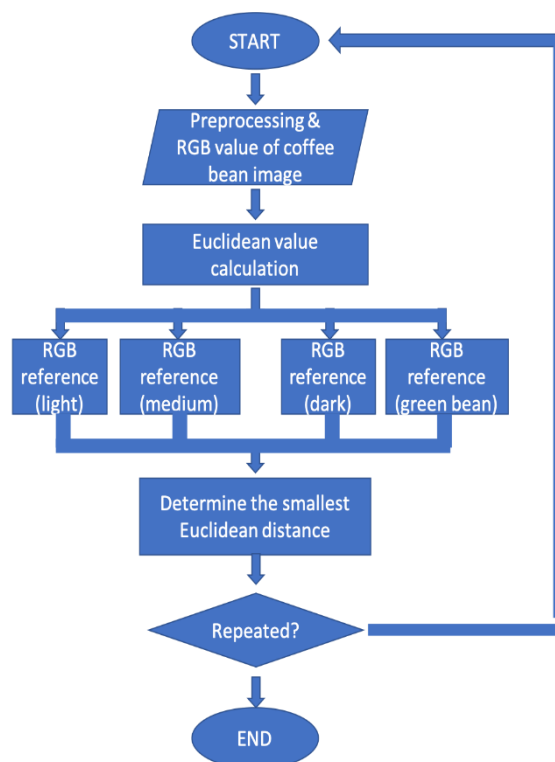 START
Preprocessing &
RGB value of coffee
bean image
Euclidean value
calculation
RGB
reference
(light)
RGB
reference
(medium)
RGB
reference
(dark)
RGB
reference
(green bean)
Determine the smallest
Euclidean distance
Repeated?
END